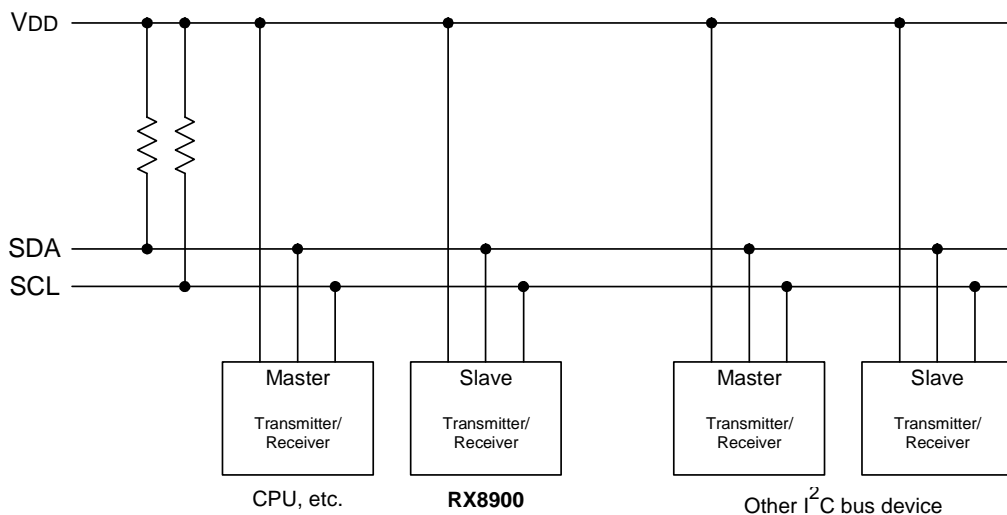 VDD
SDA
SCL
Master
Transmitter/
Receiver
Slave
Transmitter/
Receiver
Master
Transmitter/
Receiver
Slave
Transmitter/
Receiver
CPU, etc.
RX8900
Other I²C bus device